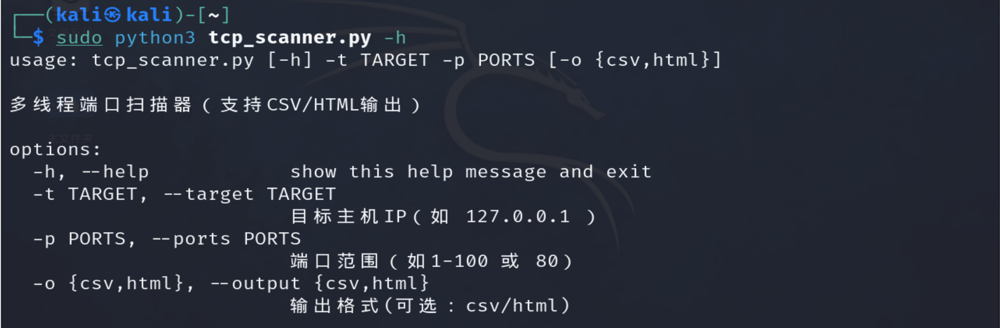 ┌──(kali㉿kali)-[~]
└─$ sudo python3 tcp_scanner.py -h
usage: tcp_scanner.py [-h] -t TARGET -p PORTS [-o {csv,html}]
多线程端口扫描器（支持CSV/HTML输出）
主文件夹
options:
-h, --help show this help message and exit
-t TARGET, --target TARGET
目标主机IP(如 127.0.0.1 )
-p PORTS, --ports PORTS
端口范围（如1-100 或 80)
-o {csv,html}, --output {csv,html}
输出格式(可选：csv/html)